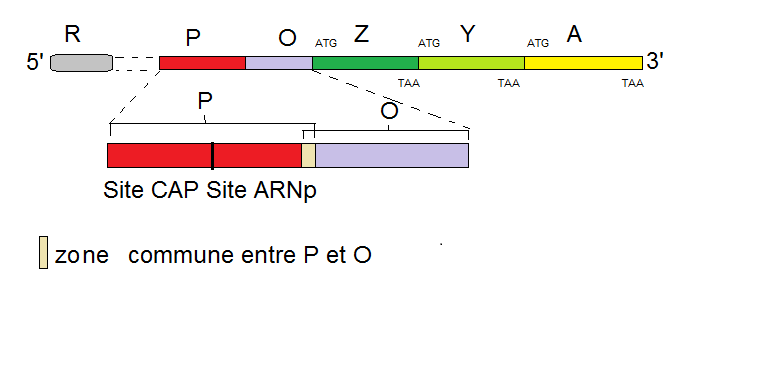 R P O ATG Z ATG Y ATG A
5' 3'
TAA TAA TAA
P
O
Site CAP Site ARNp
zone commune entre P et O